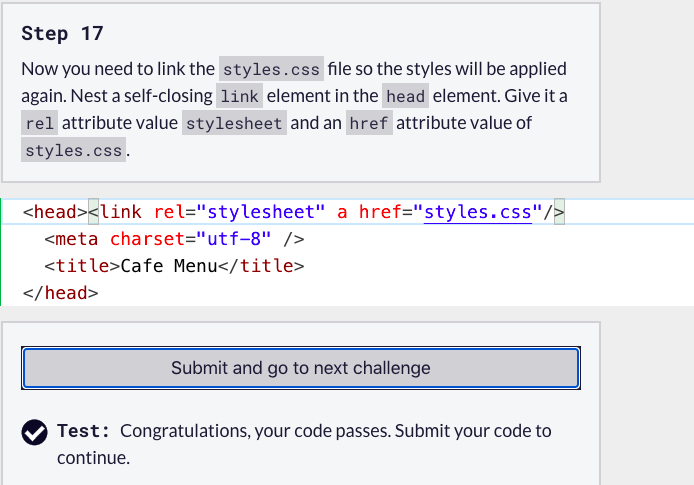 Step 17
Now you need to link the styles.css file so the styles will be applied
again. Nest a self-closing link element in the head element. Give it a
rel attribute value stylesheet and an href attribute value of
styles.css.
<head><link rel="stylesheet" a href="styles.css"/>
<meta charset="utf-8" />
<title>Cafe Menu</title>
</head>
Submit and go to next challenge
Test: Congratulations, your code passes. Submit your code to
continue.